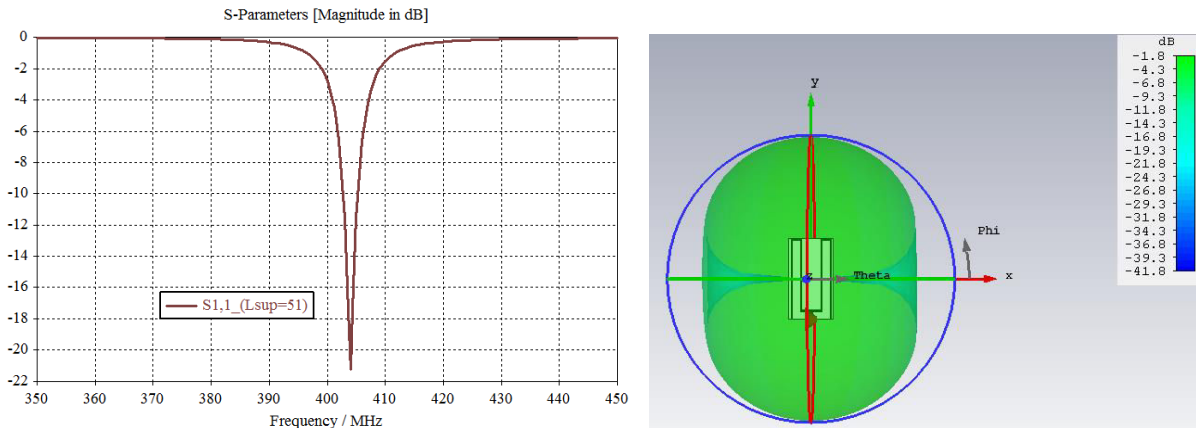 S-Parameters [Magnitude in dB]
0
-2
-4
-6
-8
-10
-12
-14
-16
-18
-20
-22
S1,1_(Lsup=51)
350 360 370 380 390 400 410 420 430 440 450
Frequency / MHz
y
Phi
x
z
Theta
dB
-1.8
-4.3
-6.8
-9.3
-11.8
-14.3
-16.8
-19.3
-21.8
-24.3
-26.8
-29.3
-31.8
-34.3
-36.8
-39.3
-41.8